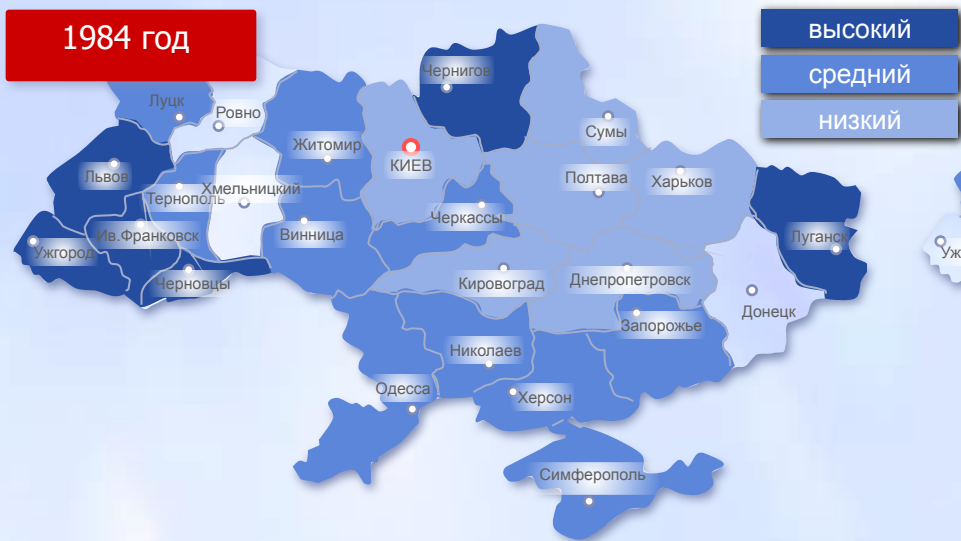 1984 год
высокий
средний
низкий
Чернигов
Луцк
Ровно
Сумы
Житомир
КИЕВ
Львов
Тернополь
Хмельницкий
Полтава
Харьков
Черкассы
Ив.Франковск
Винница
Луганск
Ужгород
Уж
Черновцы
Кировоград
Днепропетровск
Донецк
Запорожье
Николаев
Одесса
Херсон
Симферополь